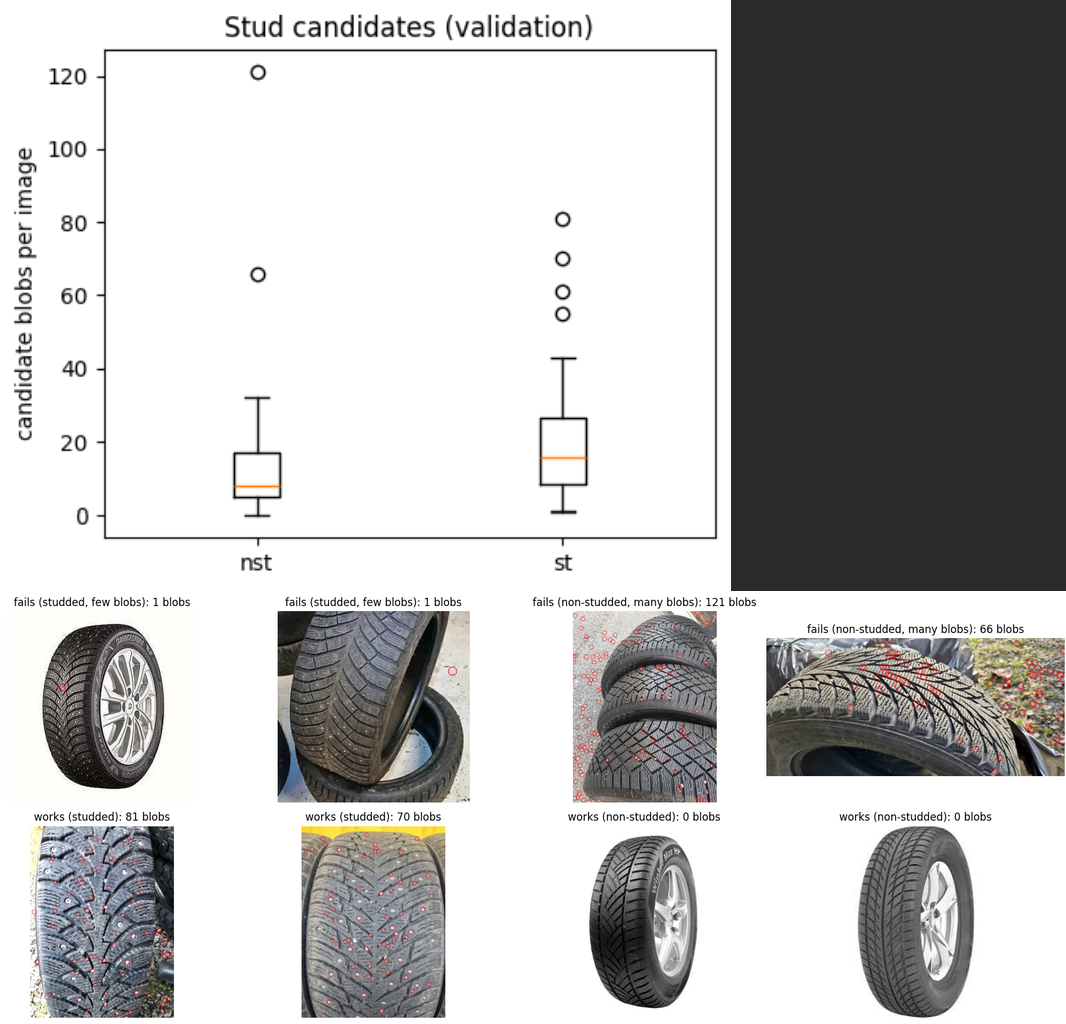 Stud candidates (validation)
candidate blobs per image
120
100
80
60
40
20
0
nst
st
fails (studded, few blobs): 1 blobs
fails (studded, few blobs): 1 blobs
fails (non-studded, many blobs): 121 blobs
fails (non-studded, many blobs): 66 blobs
works (studded): 81 blobs
works (studded): 70 blobs
works (non-studded): 0 blobs
works (non-studded): 0 blobs